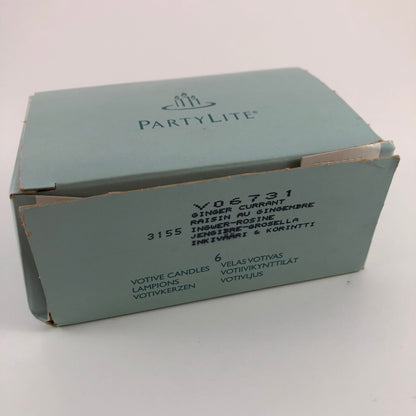 PARTYLITE®
V06731
GINGER CURRANT
RAISIN AU GINGEMBRE
3155 INGWER-ROSINE
JENGIBRE-GROSELLA
INKIVÄÄRI & KORINTTI
6
VOTIVE CANDLES VELAS VOTIVAS
LAMPIONS VOTIIVIKYNTTILÄT
VOTIVKERZEN VOTIVLJUS